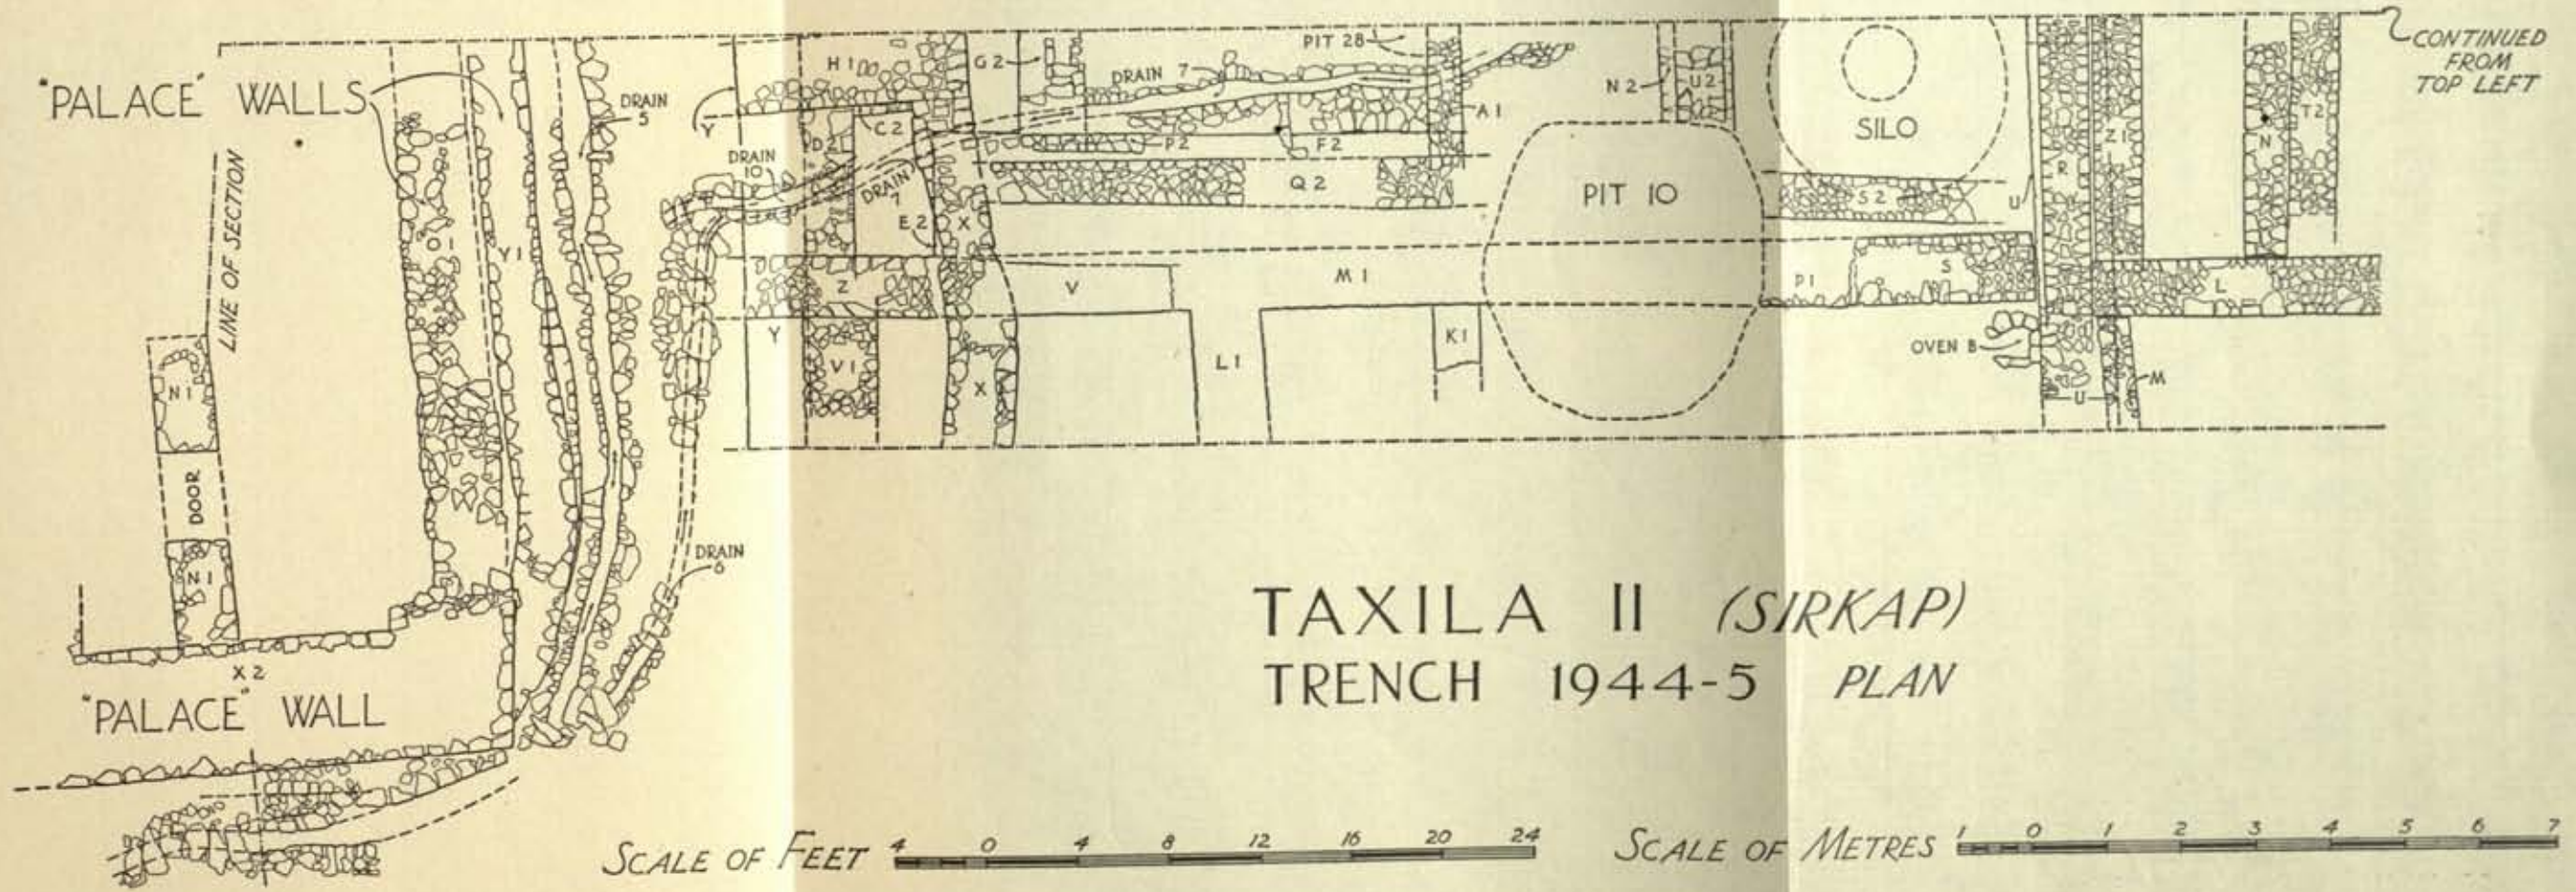 "PALACE" WALLS
LINE OF SECTION
DRAIN 5
Y
H1
G2
PIT 28
DRAIN 7
A1
N2
U2
SILO
CONTINUED
FROM
TOP LEFT
C2
D2
P2
F2
DRAIN 10
DRAIN 7
E2
X
Q2
PIT 10
S2
U
R
Z1
N
T2
O1
Y1
Z
V
M1
P1
S
L
N1
Y
V1
X
L1
K1
OVEN B
U
M
DOOR
N1
DRAIN 6
X2
"PALACE" WALL
TAXILA II (SIRKAP)
TRENCH 1944-5 PLAN
SCALE OF FEET 4 0 4 8 12 16 20 24
SCALE OF METRES 1 0 1 2 3 4 5 6 7